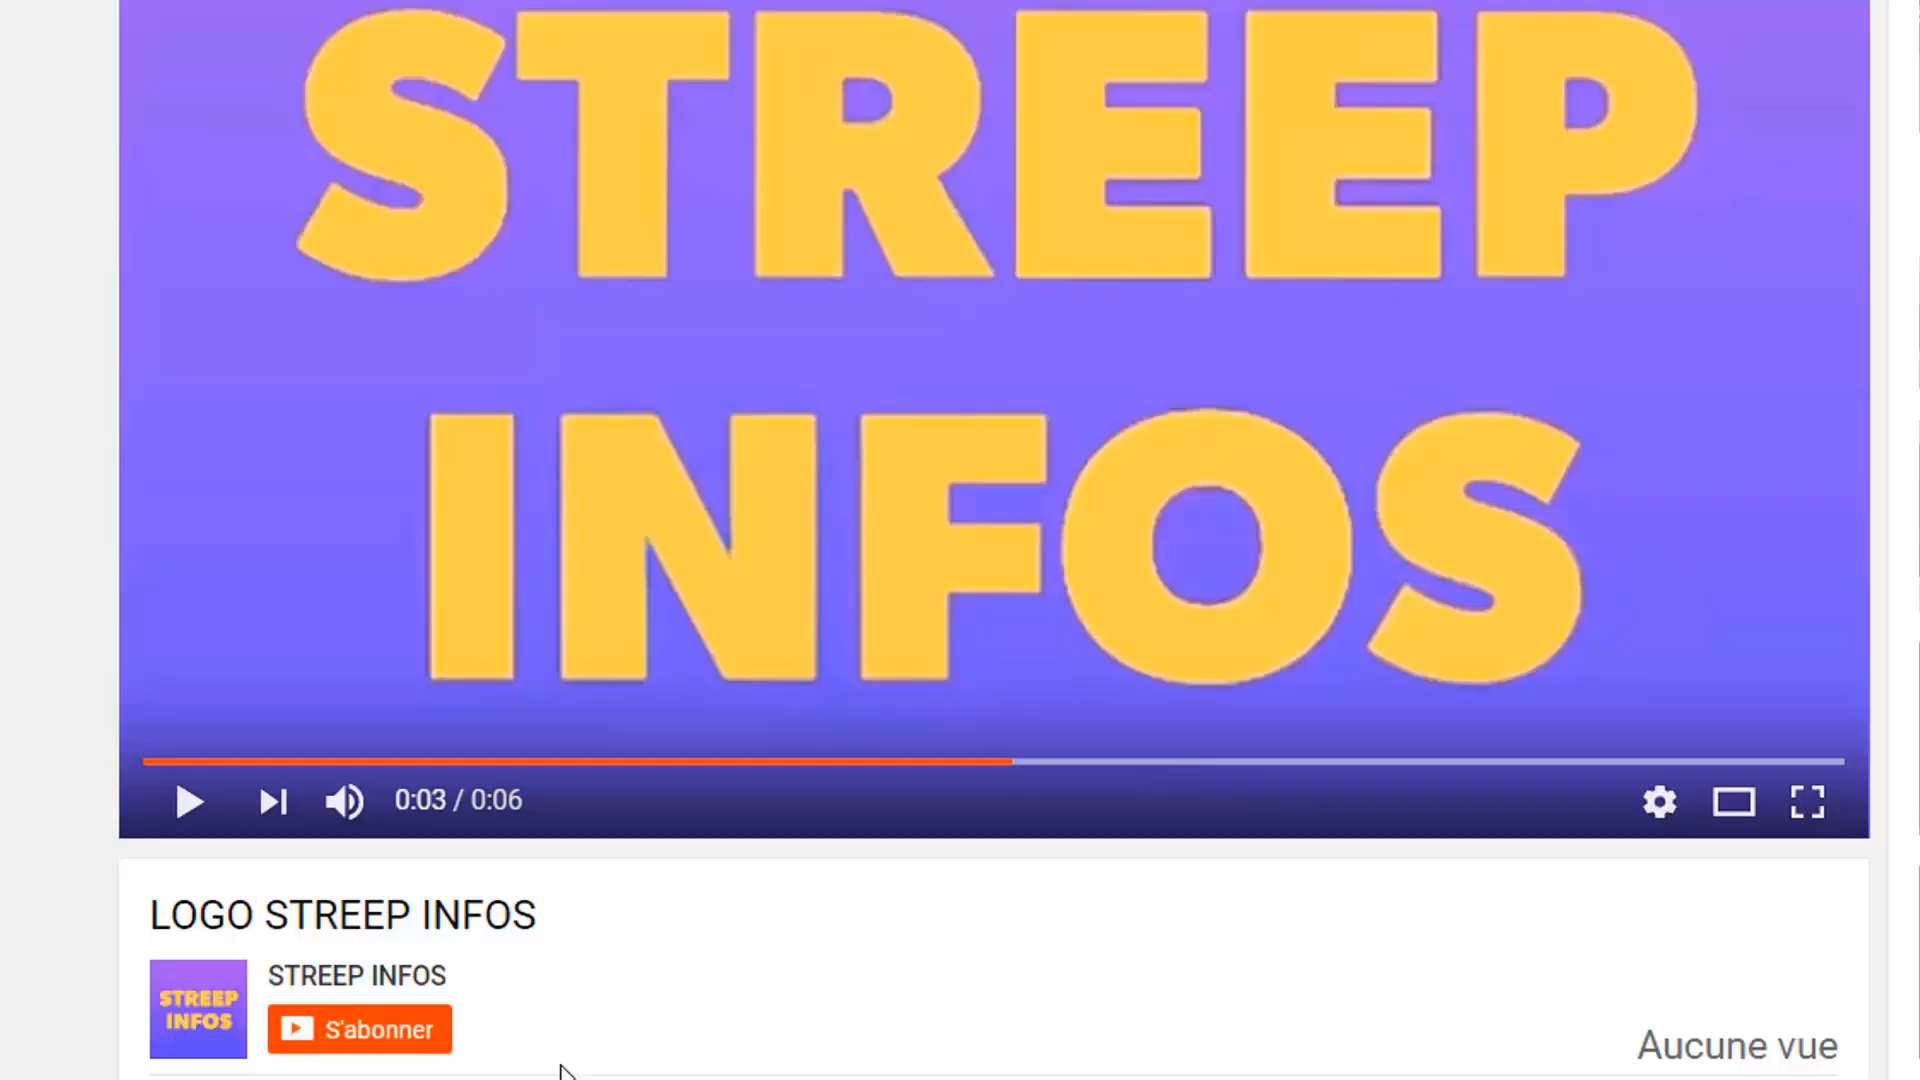 STREEP
INFOS
0:03 / 0:06
LOGO STREEP INFOS
STREEP INFOS
STREEP
INFOS
S'abonner
Aucune vue